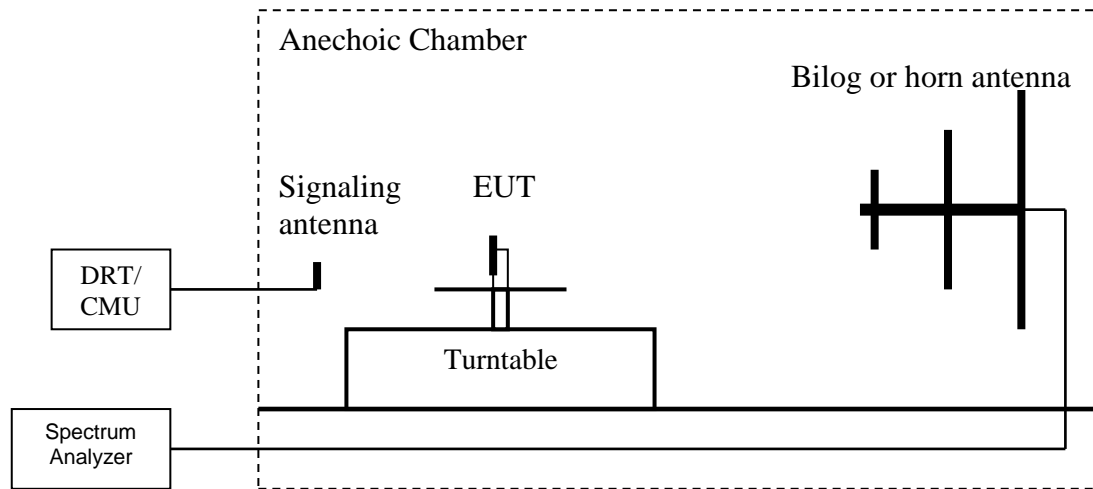 Anechoic Chamber
Bilog or horn antenna
Signaling
antenna
EUT
DRT/
CMU
Turntable
Spectrum
Analyzer